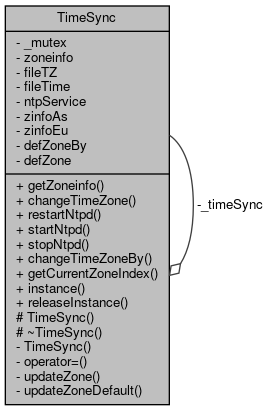 TimeSync
- _mutex
- zoneinfo
- fileTZ
- fileTime
- ntpService
- zinfoAs
- zinfoEu
- defZoneBy
- defZone
+ getZoneinfo()
+ changeTimeZone()
+ restartNtpd()
+ startNtpd()
+ stopNtpd()
+ changeTimeZoneBy()
+ getCurrentZoneIndex()
+ instance()
+ releaseInstance()
# TimeSync()
# ~TimeSync()
- TimeSync()
- operator=()
- updateZone()
- updateZoneDefault()
-_timeSync